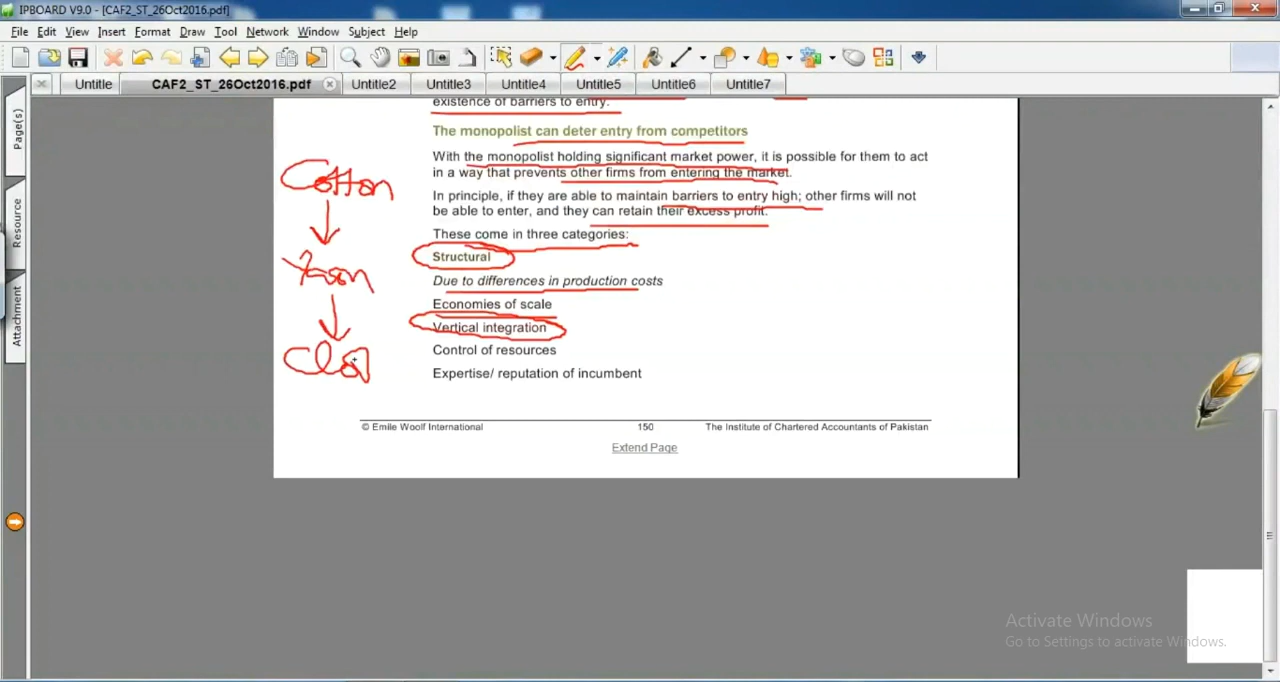 IPBOARD V9.0 - [CAF2_ST_26Oct2016.pdf]
File Edit View Insert Format Draw Tool Network Window Subject Help
Untitle CAF2_ST_26Oct2016.pdf Untitle2 Untitle3 Untitle4 Untitle5 Untitle6 Untitle7
Page(s)
Resource
Attachment
existence of barriers to entry.
The monopolist can deter entry from competitors
With the monopolist holding significant market power, it is possible for them to act
in a way that prevents other firms from entering the market.
In principle, if they are able to maintain barriers to entry high; other firms will not
be able to enter, and they can retain their excess profit.
These come in three categories:
Structural
Due to differences in production costs
Economies of scale
Vertical integration
Control of resources
Expertise/ reputation of incumbent
Cotton
© Emile Woolf International 150 The Institute of Chartered Accountants of Pakistan
Extend Page
Activate Windows
Go to Settings to activate Windows.